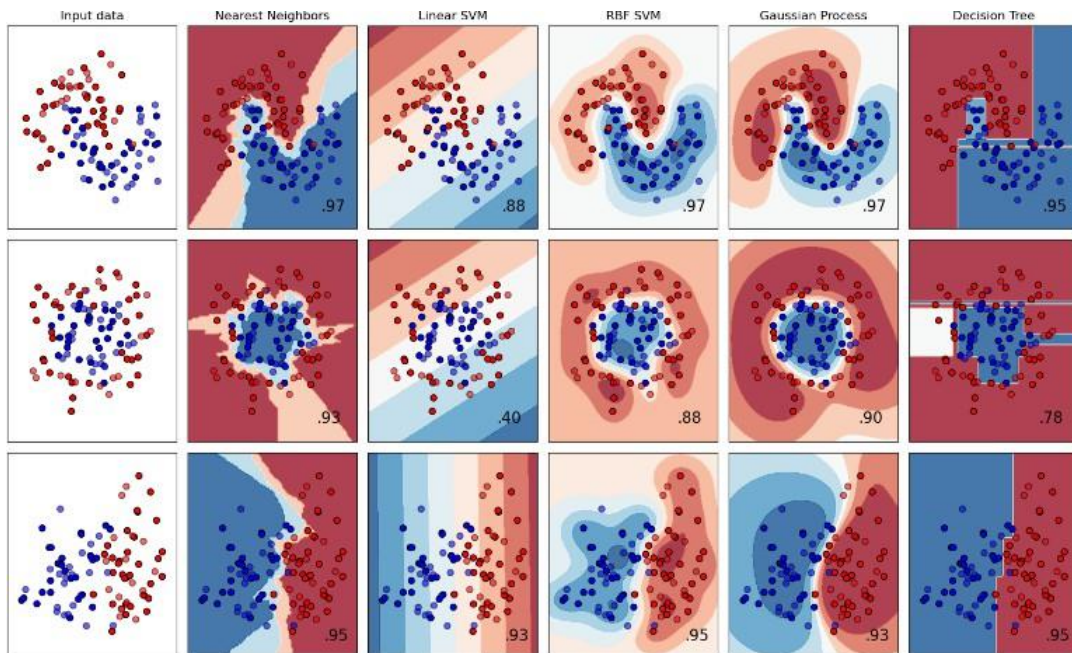 Input data Nearest Neighbors Linear SVM RBF SVM Gaussian Process Decision Tree
.97 .88 .97 .97 .95
.93 .40 .88 .90 .78
.95 .93 .95 .93 .95